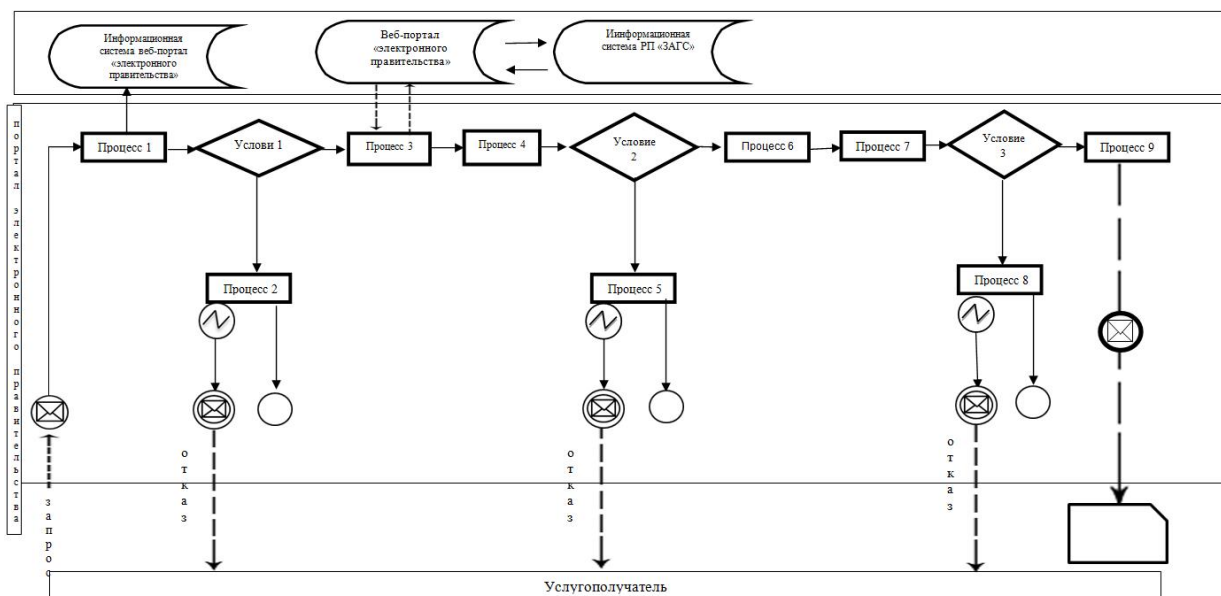 Информационная
система веб-портал
«электронного
правительства»
Веб-портал
«электронного
правительства»
Иинформационная
система РП «ЗАГС»
портал электронного правительства
Процесс 1
Услови 1
Процесс 3
Процесс 4
Условие
2
Процесс 6
Процесс 7
Условие
3
Процесс 9
Процесс 2
Процесс 5
Процесс 8
запрос
отказ
отказ
отказ
Услугополучатель